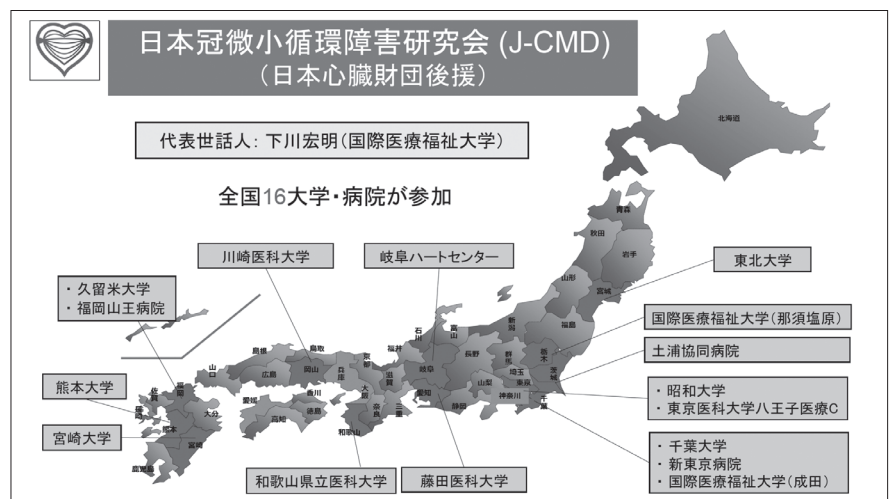 日本冠微小循環障害研究会 (J-CMD)
（日本心臓財団後援）
代表世話人： 下川宏明（国際医療福祉大学）
全国16大学・病院が参加
北海道
青森
秋田
岩手
川崎医科大学
岐阜ハートセンター
東北大学
山形
宮城
・ 久留米大学
・ 福岡山王病院
国際医療福祉大学（那須塩原）
新潟
福島
石川
富山
土浦協同病院
島根
鳥取
京都
福井
長野
群馬
栃木
茨城
山口
広島
岡山
兵庫
滋賀
岐阜
埼玉
東京
熊本大学
佐賀
福岡
大分
愛媛
香川
大阪
奈良
三重
愛知
静岡
山梨
神奈川
千葉
・ 昭和大学
・ 東京医科大学八王子医療C
宮崎大学
熊本
宮崎
高知
徳島
和歌山
鹿児島
和歌山県立医科大学
藤田医科大学
・ 千葉大学
・ 新東京病院
・ 国際医療福祉大学（成田）